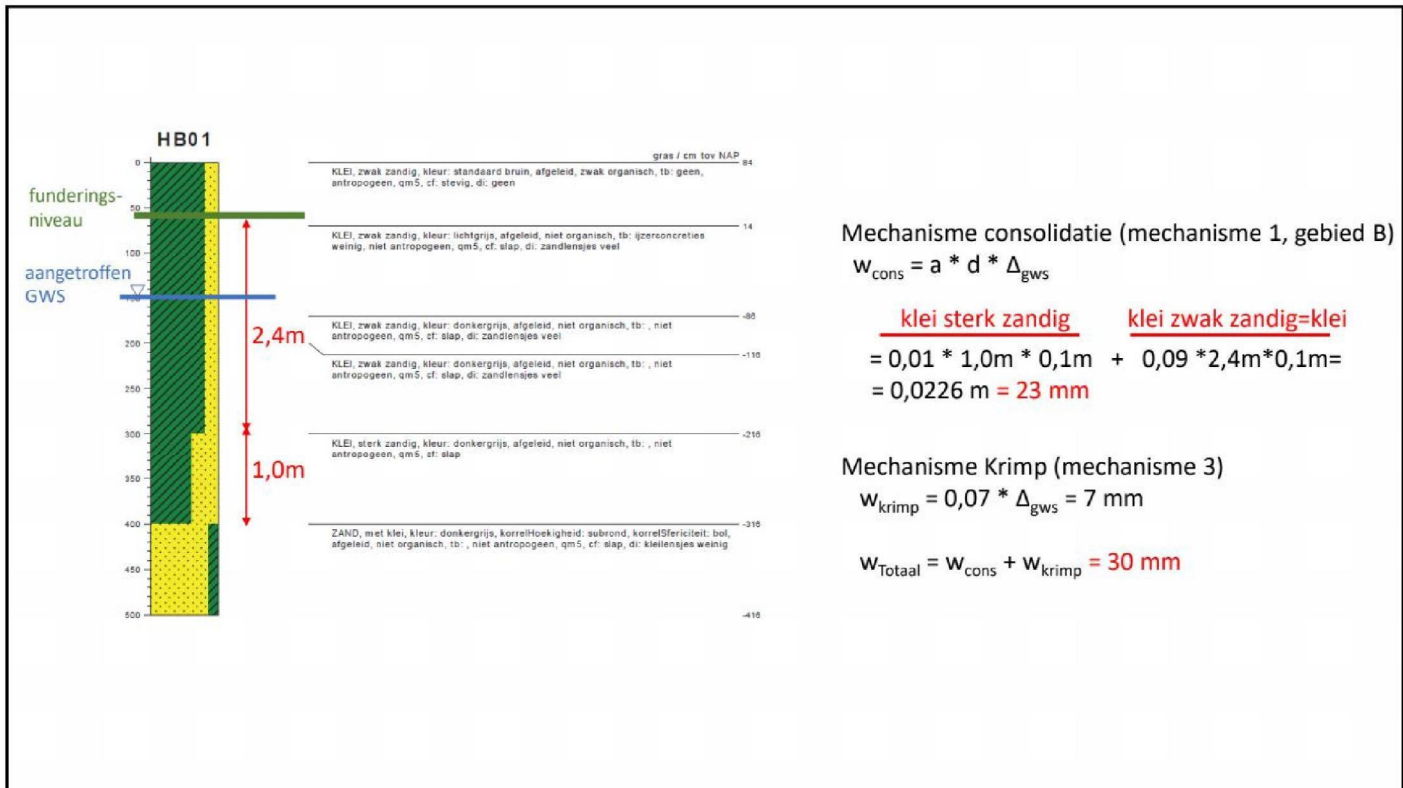 HB01
gras / cm tov NAP
0
84
KLEI, zwak zandig, kleur: standaard bruin, afgeleid, zwak organisch, tb: geen,
antropogeen, qm5, cf: stevig, di: geen
funderings-
niveau
50
14
KLEI, zwak zandig, kleur: lichtgrijs, afgeleid, niet organisch, tb: ijzerconcreties
weinig, niet antropogeen, qm5, cf: slap, di: zandlensjes veel
100
aangetroffen
GWS
150
-86
KLEI, zwak zandig, kleur: donkergrijs, afgeleid, niet organisch, tb: , niet
antropogeen, qm5, cf: slap, di: zandlensjes veel
2,4m
200
-116
KLEI, zwak zandig, kleur: donkergrijs, afgeleid, niet organisch, tb: , niet
antropogeen, qm5, cf: slap, di: zandlensjes veel
250
300
-216
KLEI, sterk zandig, kleur: donkergrijs, afgeleid, niet organisch, tb: , niet
antropogeen, qm5, cf: slap
1,0m
350
400
-316
ZAND, met klei, kleur: donkergrijs, korrelHoekigheid: subrond, korrelSfericiteit: bol,
afgeleid, niet organisch, tb: , niet antropogeen, qm5, cf: slap, di: kleilensjes weinig
450
500
-416
Mechanisme consolidatie (mechanisme 1, gebied B)
w_cons = a * d * Δ_gws
klei sterk zandig klei zwak zandig=klei
= 0,01 * 1,0m * 0,1m + 0,09 *2,4m*0,1m=
= 0,0226 m = 23 mm
Mechanisme Krimp (mechanisme 3)
w_krimp = 0,07 * Δ_gws = 7 mm
w_Totaal = w_cons + w_krimp = 30 mm